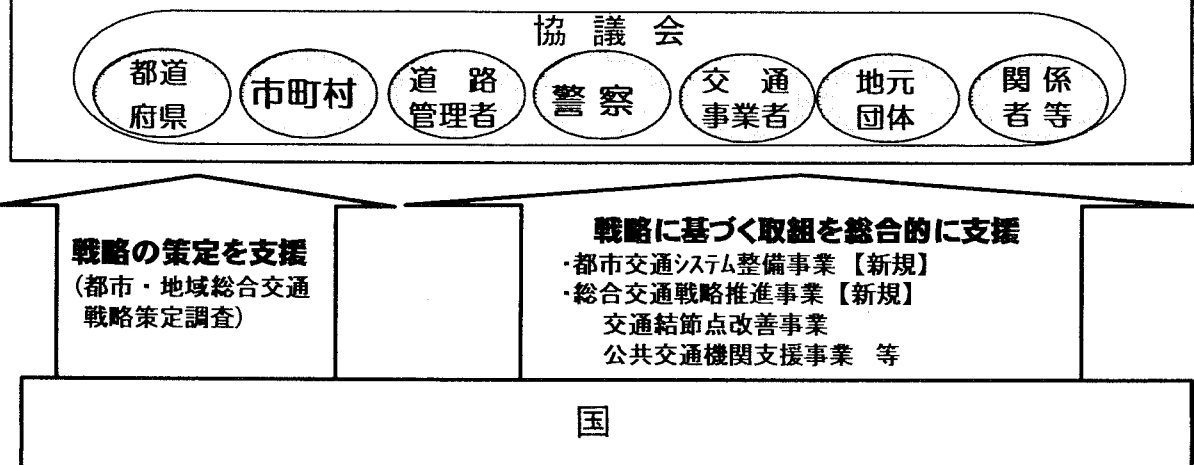 協議会
都道
府県
市町村
道路
管理者
警察
交通
事業者
地元
団体
関係
者等
戦略の策定を支援
(都市・地域総合交通
戦略策定調査)
戦略に基づく取組を総合的に支援
・都市交通システム整備事業【新規】
・総合交通戦略推進事業【新規】
交通結節点改善事業
公共交通機関支援事業 等
国